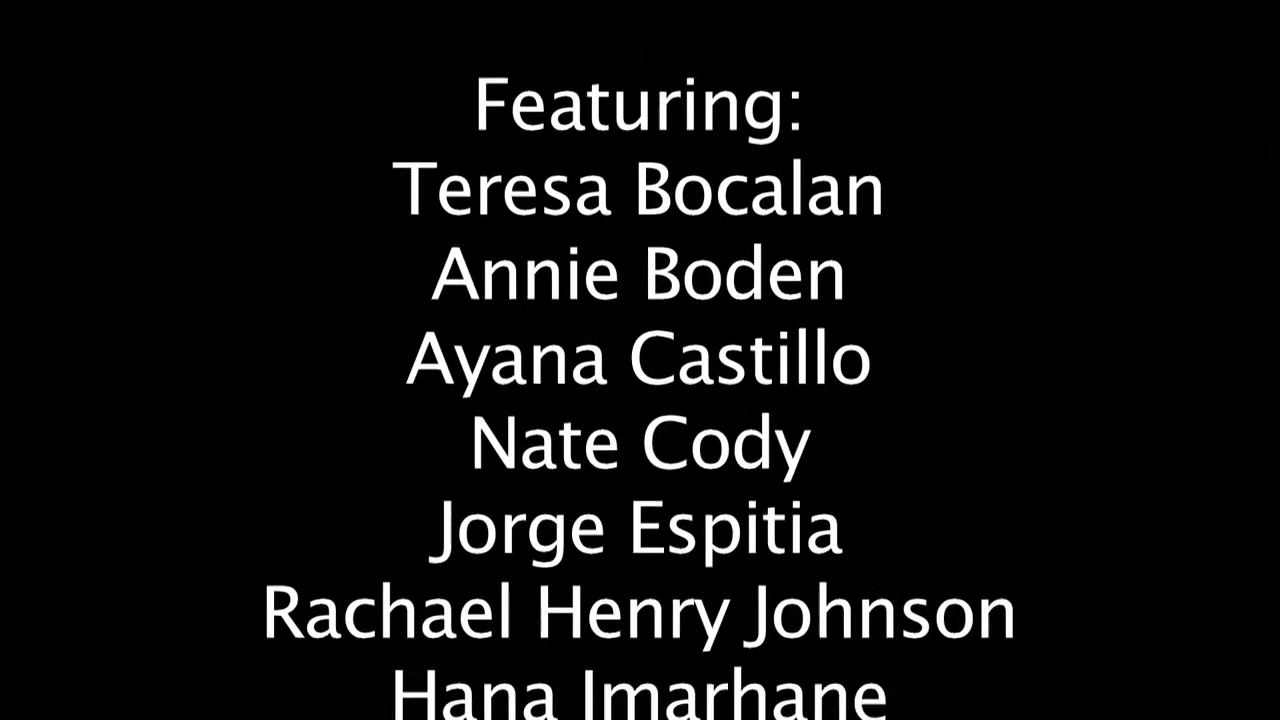 Featuring:
Teresa Bocalan
Annie Boden
Ayana Castillo
Nate Cody
Jorge Espitia
Rachael Henry Johnson
Hana Imarhane